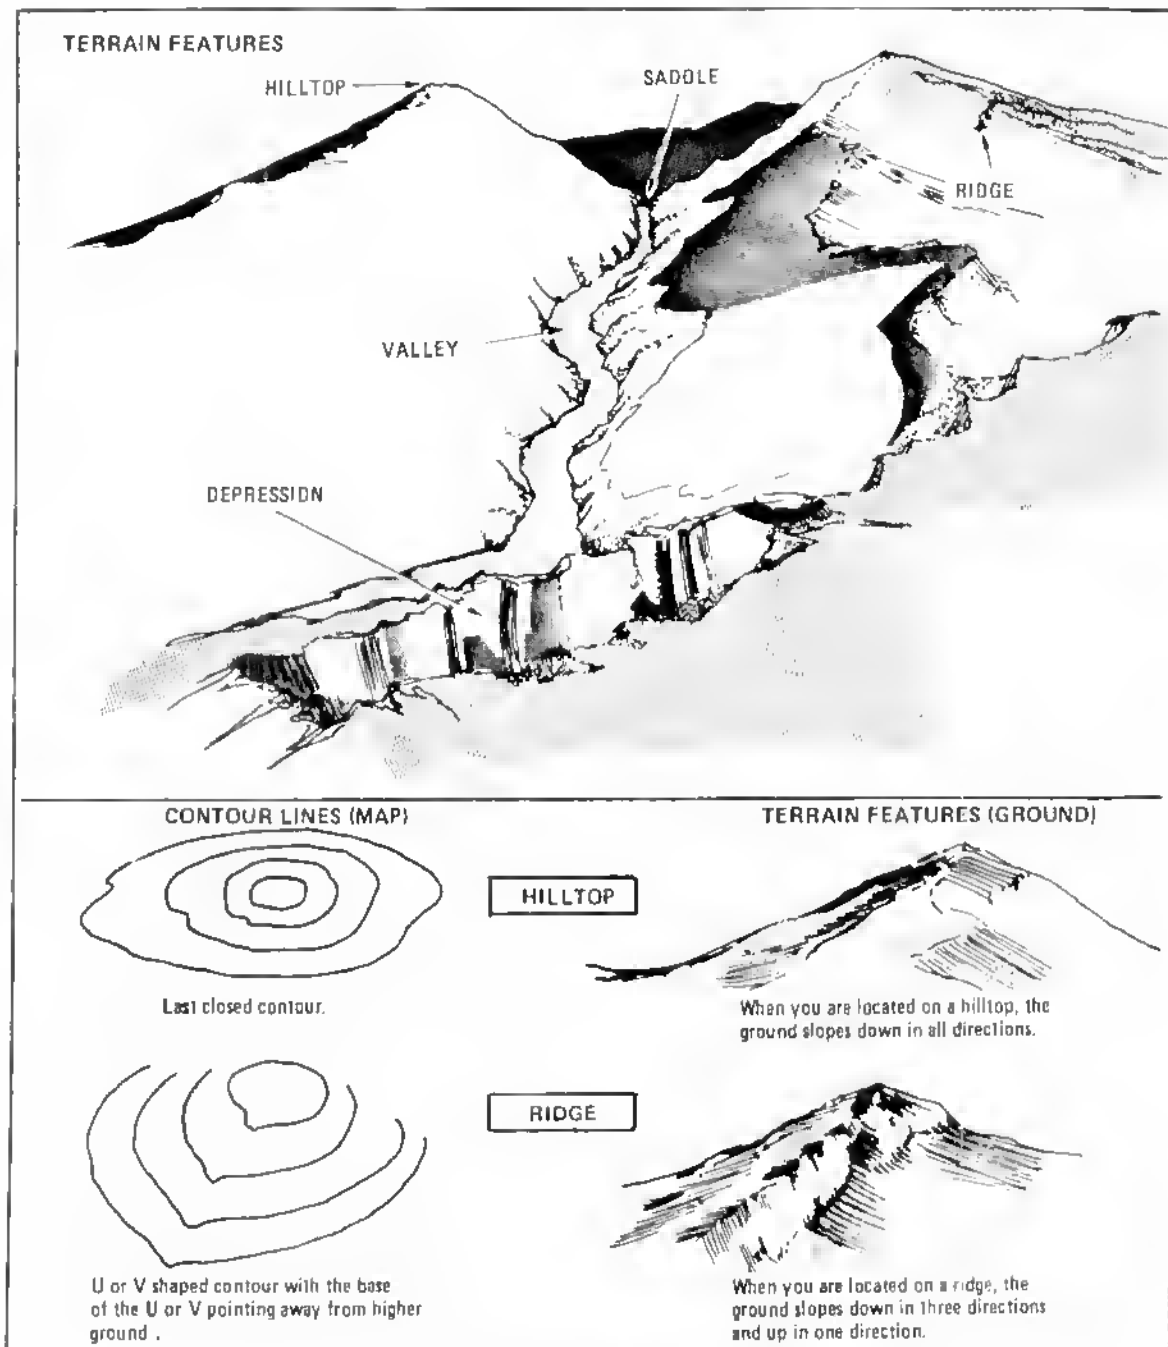 TERRAIN FEATURES
HILLTOP
SADDLE
RIDGE
VALLEY
DEPRESSION
CONTOUR LINES (MAP)
TERRAIN FEATURES (GROUND)
HILLTOP
Last closed contour.
When you are located on a hilltop, the
ground slopes down in all directions.
RIDGE
U or V shaped contour with the base
of the U or V pointing away from higher
ground .
When you are located on a ridge, the
ground slopes down in three directions
and up in one direction.